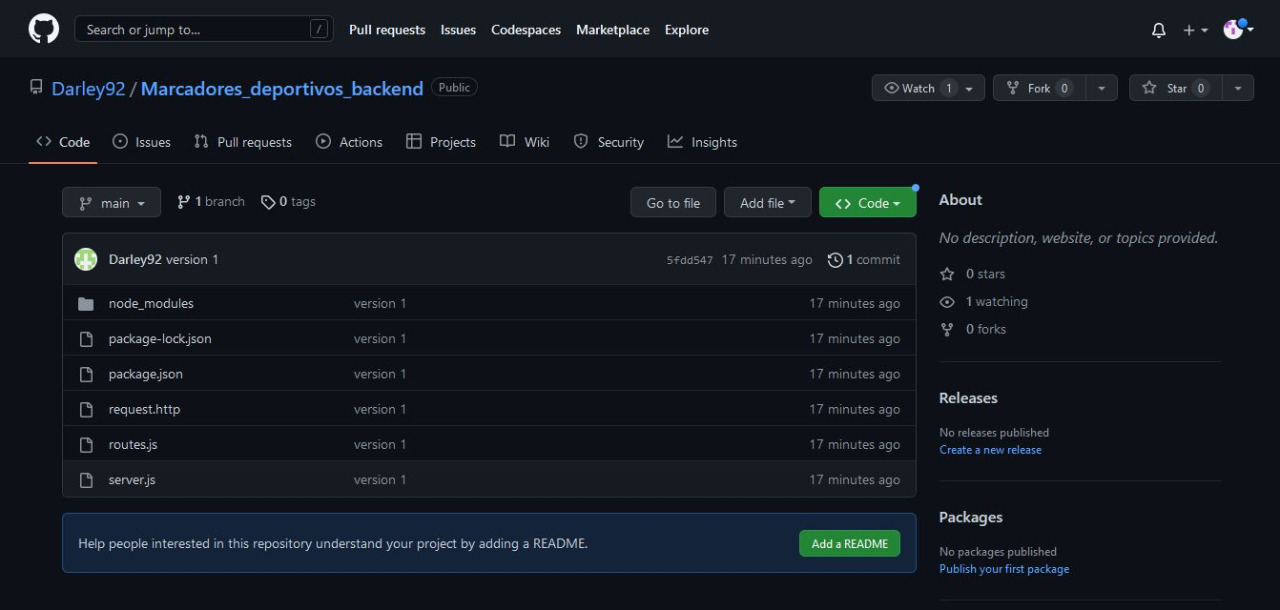 Search or jump to... /
Pull requests Issues Codespaces Marketplace Explore
Darley92 / Marcadores_deportivos_backend Public
Watch 1 Fork 0 Star 0
Code Issues Pull requests Actions Projects Wiki Security Insights
main 1 branch 0 tags
Go to file Add file Code
Darley92 version 1 5fdd547 17 minutes ago 1 commit
node_modules version 1 17 minutes ago
package-lock.json version 1 17 minutes ago
package.json version 1 17 minutes ago
request.http version 1 17 minutes ago
routes.js version 1 17 minutes ago
server.js version 1 17 minutes ago
Help people interested in this repository understand your project by adding a README. Add a README
About
No description, website, or topics provided.
0 stars
1 watching
0 forks
Releases
No releases published
Create a new release
Packages
No packages published
Publish your first package